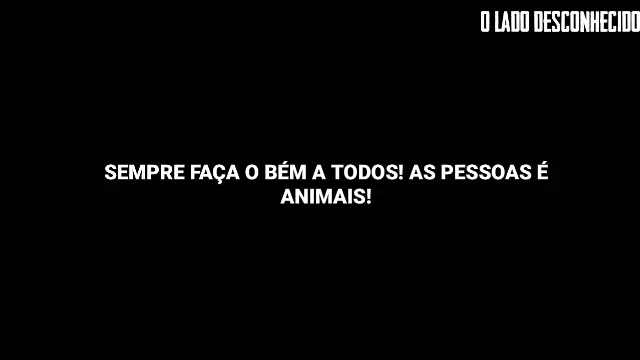 O LADO DESCONHECIDO
SEMPRE FAÇA O BÉM A TODOS! AS PESSOAS É
ANIMAIS!